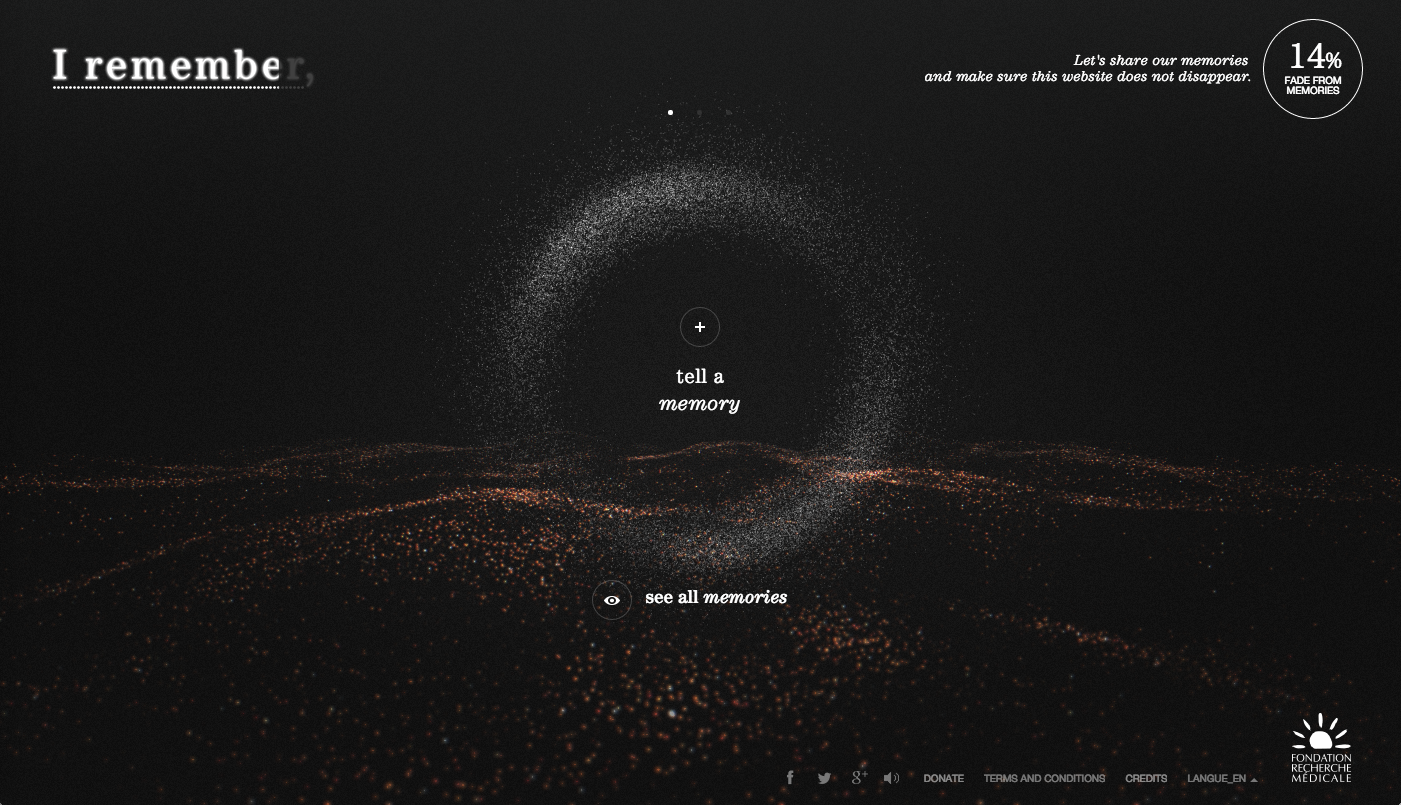 I remember,
Let's share our memories
and make sure this website does not disappear.
14%
FADE FROM
MEMORIES
tell a
memory
see all memories
DONATE TERMS AND CONDITIONS CREDITS LANGUE_EN
FONDATION
RECHERCHE
MÉDICALE